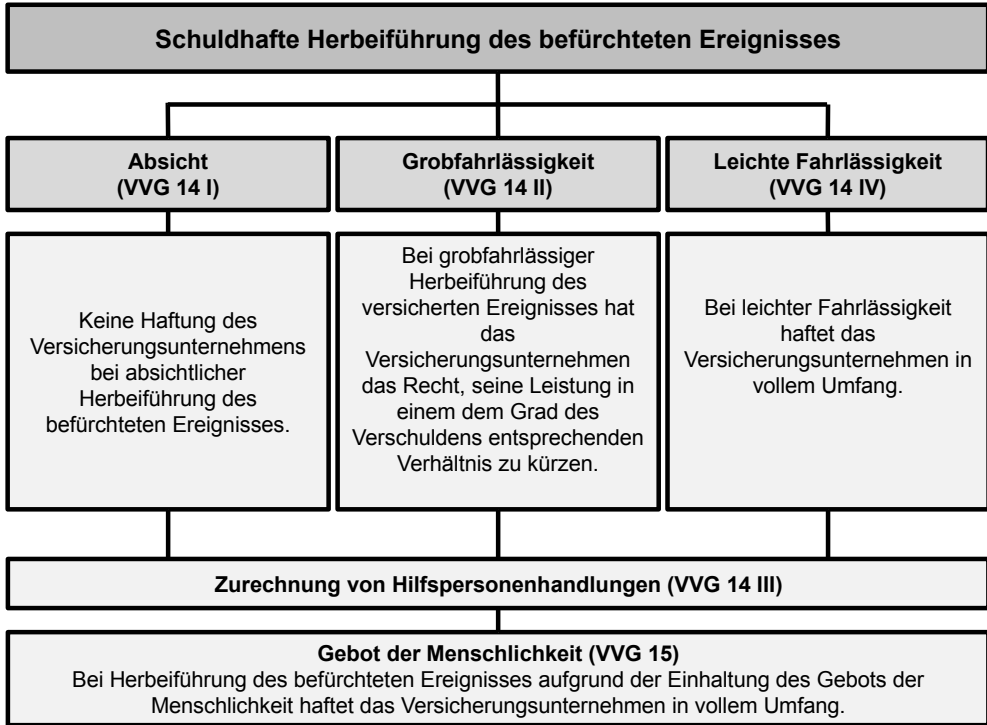 Schuldhafte Herbeiführung des befürchteten Ereignisses
Absicht
(VVG 14 I)
Grobfahrlässigkeit
(VVG 14 II)
Leichte Fahrlässigkeit
(VVG 14 IV)
Keine Haftung des
Versicherungsunternehmens
bei absichtlicher
Herbeiführung des
befürchteten Ereignisses.
Bei grobfahrlässiger
Herbeiführung des
versicherten Ereignisses hat
das
Versicherungsunternehmen
das Recht, seine Leistung in
einem dem Grad des
Verschuldens entsprechenden
Verhältnis zu kürzen.
Bei leichter Fahrlässigkeit
haftet das
Versicherungsunternehmen in
vollem Umfang.
Zurechnung von Hilfspersonenhandlungen (VVG 14 III)
Gebot der Menschlichkeit (VVG 15)
Bei Herbeiführung des befürchteten Ereignisses aufgrund der Einhaltung des Gebots der
Menschlichkeit haftet das Versicherungsunternehmen in vollem Umfang.